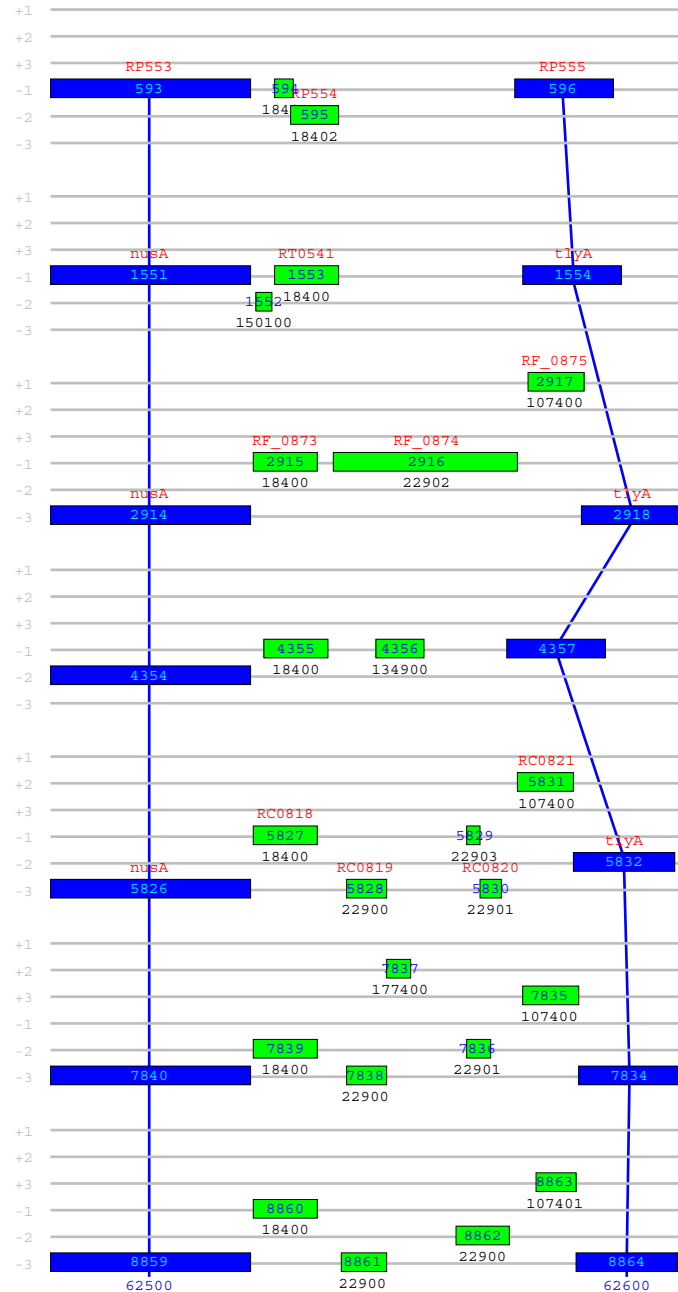 +1
+2
+3
RP553 RP555
-1 593 594 596
184 RP554
-2 595
18402
-3
+1
+2
+3
nusA RT0541 tlyA
-1 1551 1553 1554
18400
-2 1552
150100
-3
RF_0875
+1 2917
107400
+2
+3
RF_0873 RF_0874
-1 2915 2916
18400 22902
-2
nusA tlyA
-3 2914 2918
+1
+2
+3
-1 4355 4356 4357
18400 134900
-2 4354
-3
+1
RC0821
+2 5831
107400
+3
RC0818
-1 5827 5829
18400 22903
tlyA
-2 5832
nusA RC0819 RC0820
-3 5826 5828 5830
22900 22901
+1
+2 7837
177400
+3 7835
107400
-1
-2 7839 7836
18400 22901
-3 7840 7838 7834
22900
+1
+2
+3 8863
107401
-1 8860
18400
-2 8862
22900
-3 8859 8861 8864
62500 22900 62600